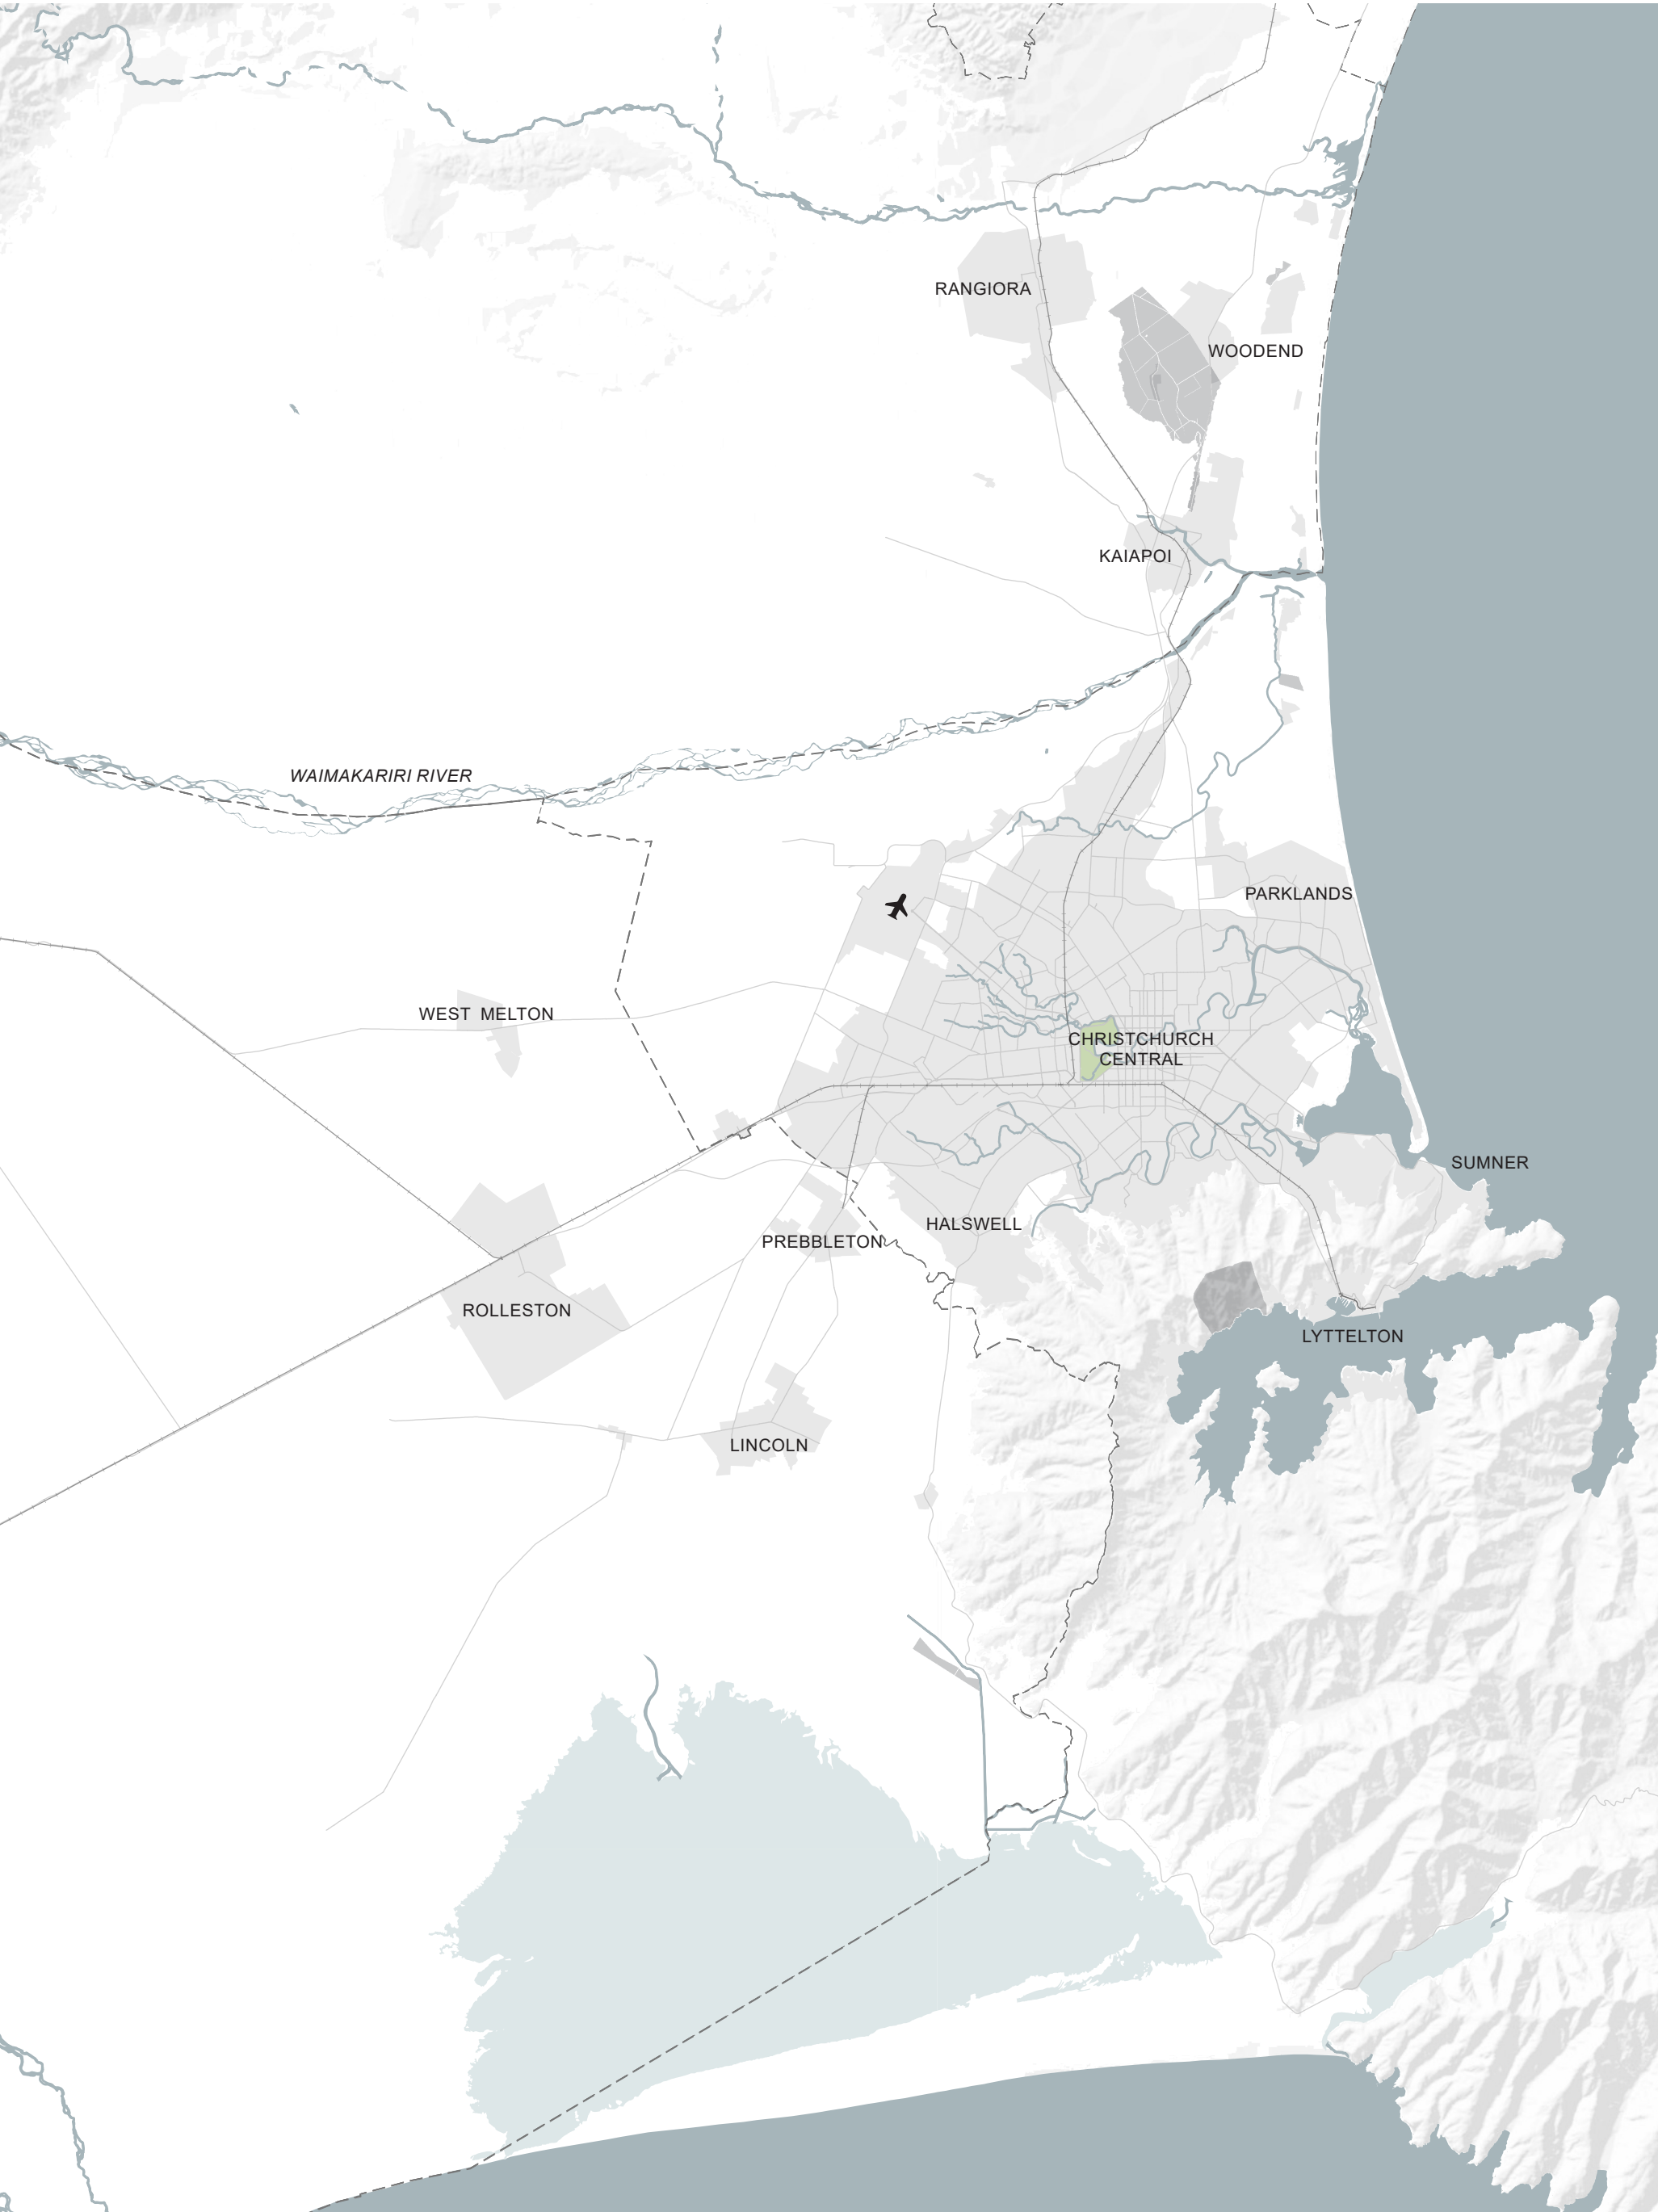 RANGIORA
WOODEND
KAIAPOI
WAIMAKARIRI RIVER
PARKLANDS
WEST MELTON
CHRISTCHURCH
CENTRAL
SUMNER
HALSWELL
PREBBLETON
ROLLESTON
LYTTELTON
LINCOLN